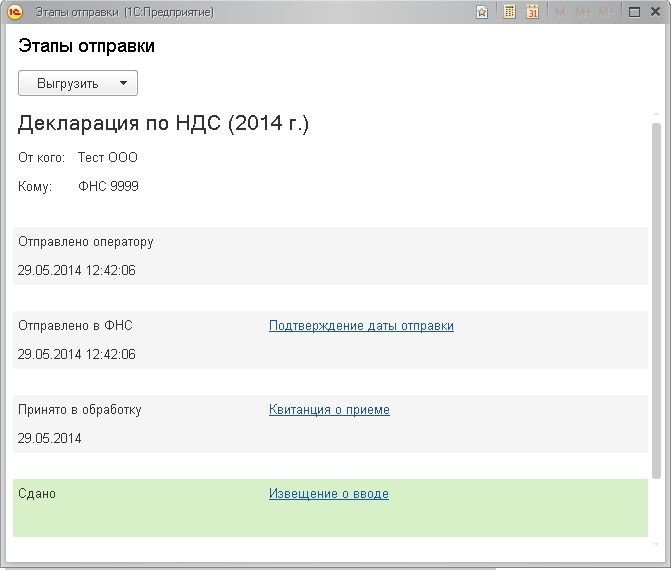 Этапы отправки (1С:Предприятие)
31 M M+ M-
Этапы отправки
Выгрузить
Декларация по НДС (2014 г.)
От кого: Тест ООО
Кому: ФНС 9999
Отправлено оператору
29.05.2014 12:42:06
Отправлено в ФНС Подтверждение даты отправки
29.05.2014 12:42:06
Принято в обработку Квитанция о приеме
29.05.2014
Сдано Извещение о вводе